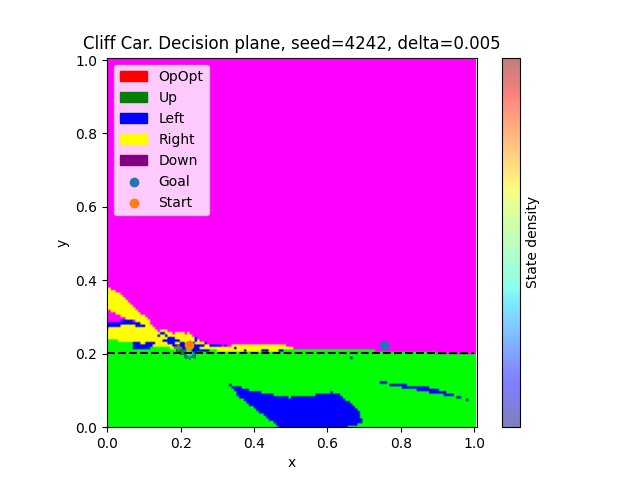 Cliff Car. Decision plane, seed=4242, delta=0.005
1.0
0.8
0.6
0.4
0.2
0.0
y
OpOpt
Up
Left
Right
Down
Goal
Start
State density
0.0 0.2 0.4 0.6 0.8 1.0
x